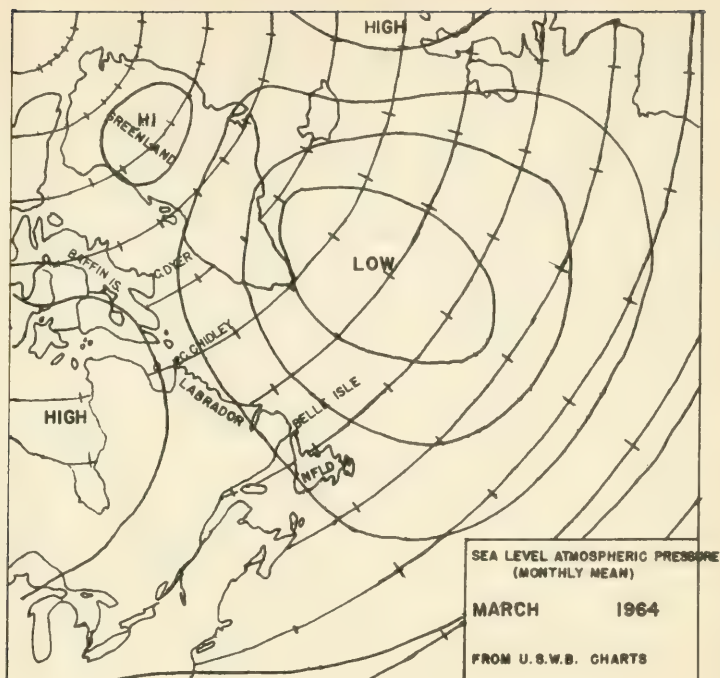 HIGH
HI
GREENLAND
LOW
BAFFIN IS.
C.DYER
C.CHIDLEY
LABRADOR
HIGH
BELLE ISLE
NFLD
SEA LEVEL ATMOSPHERIC PRESSURE
(MONTHLY MEAN)
MARCH 1964
FROM U.S.W.B. CHARTS